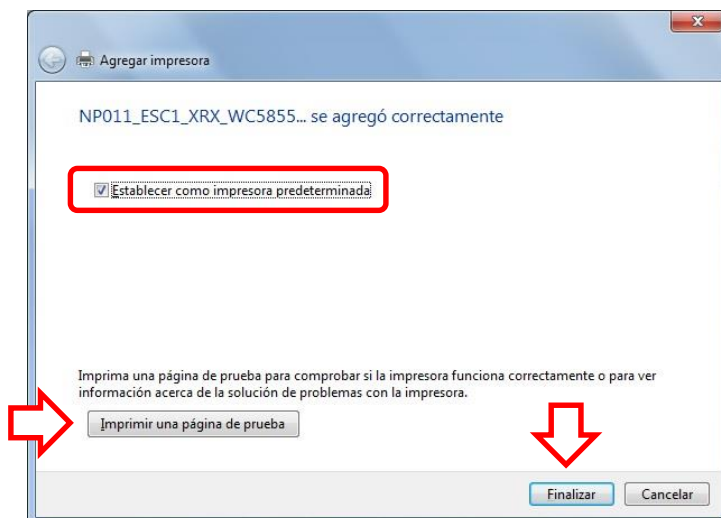 Agregar impresora
NP011_ESC1_XRX_WC5855... se agregó correctamente
Establecer como impresora predeterminada
Imprima una página de prueba para comprobar si la impresora funciona correctamente o para ver
información acerca de la solución de problemas con la impresora.
Imprimir una página de prueba
Finalizar
Cancelar